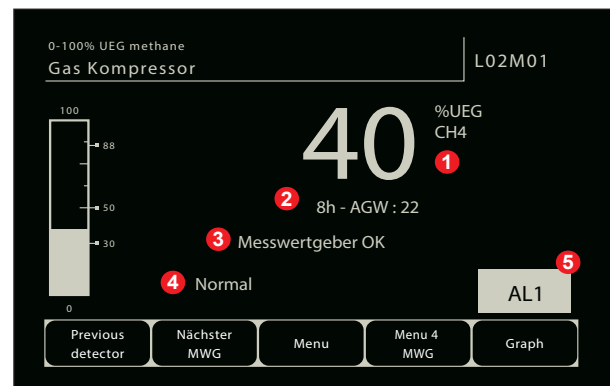 0-100% UEG methane
Gas Kompressor
L02M01
100
88
50
30
0
40
%UEG
CH4
1
2
8h - AGW : 22
3
Messwertgeber OK
4
Normal
5
AL1
Previous
detector
Nächster
MWG
Menu
Menu 4
MWG
Graph